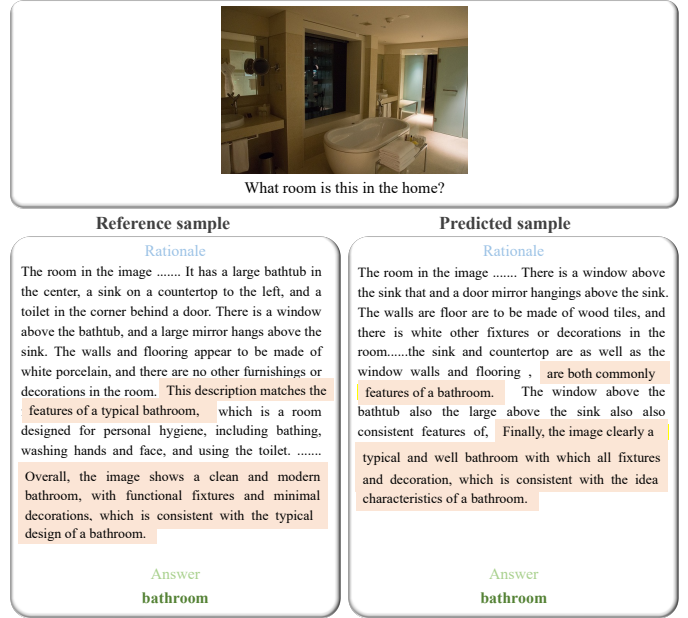 What room is this in the home?
Reference sample
Rationale
The room in the image ....... It has a large bathtub in
the center, a sink on a countertop to the left, and a
toilet in the corner behind a door. There is a window
above the bathtub, and a large mirror hangs above the
sink. The walls and flooring appear to be made of
white porcelain, and there are no other furnishings or
decorations in the room. This description matches the
features of a typical bathroom, which is a room
designed for personal hygiene, including bathing,
washing hands and face, and using the toilet. .......
Overall, the image shows a clean and modern
bathroom, with functional fixtures and minimal
decorations, which is consistent with the typical
design of a bathroom.
Answer
bathroom
Predicted sample
Rationale
The room in the image ....... There is a window above
the sink that and a door mirror hangings above the sink.
The walls are floor are to be made of wood tiles, and
there is white other fixtures or decorations in the
room......the sink and countertop are as well as the
window walls and flooring , are both commonly
features of a bathroom. The window above the
bathtub also the large above the sink also also
consistent features of, Finally, the image clearly a
typical and well bathroom with which all fixtures
and decoration, which is consistent with the idea
characteristics of a bathroom.
Answer
bathroom